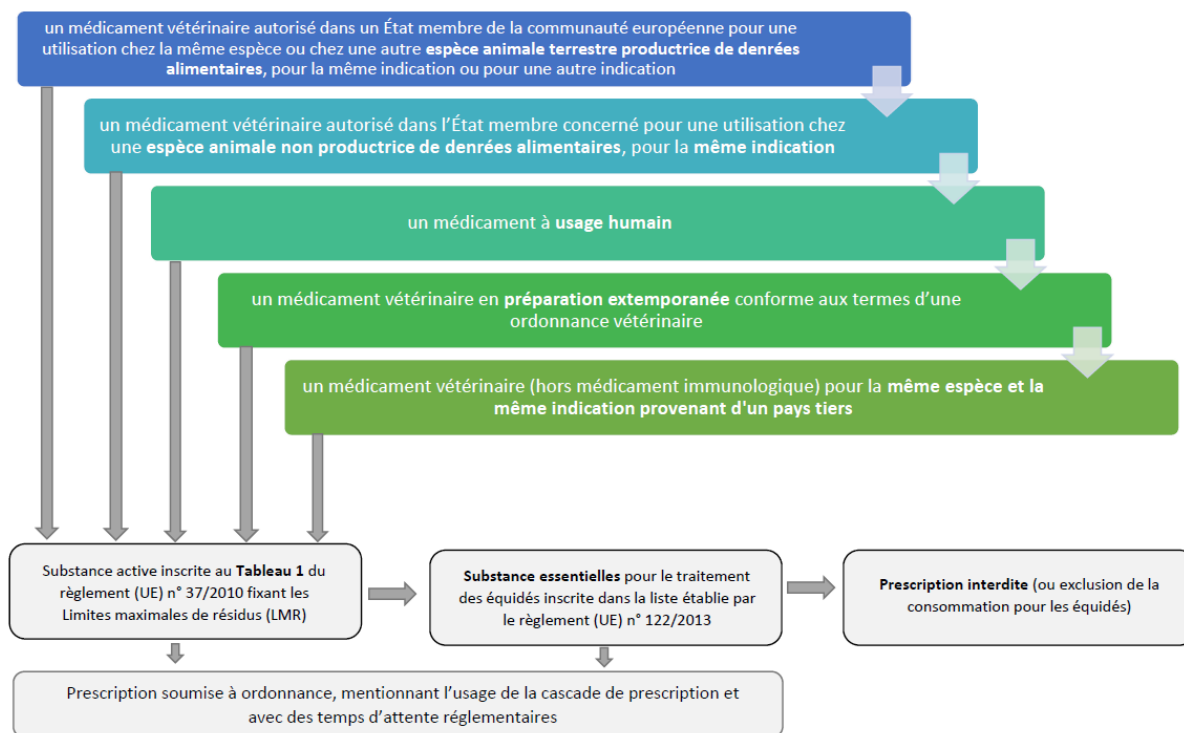 un médicament vétérinaire autorisé dans un État membre de la communauté européenne pour une
utilisation chez la même espèce ou chez une autre espèce animale terrestre productrice de denrées
alimentaires, pour la même indication ou pour une autre indication
un médicament vétérinaire autorisé dans l'État membre concerné pour une utilisation chez
une espèce animale non productrice de denrées alimentaires, pour la même indication
un médicament à usage humain
un médicament vétérinaire en préparation extemporanée conforme aux termes d'une
ordonnance vétérinaire
un médicament vétérinaire (hors médicament immunologique) pour la même espèce et la
même indication provenant d'un pays tiers
Substance active inscrite au Tableau 1 du
règlement (UE) n° 37/2010 fixant les
Limites maximales de résidus (LMR)
Substance essentielles pour le traitement
des équidés inscrite dans la liste établie par
le règlement (UE) n° 122/2013
Prescription interdite (ou exclusion de la
consommation pour les équidés)
Prescription soumise à ordonnance, mentionnant l'usage de la cascade de prescription et
avec des temps d'attente réglementaires